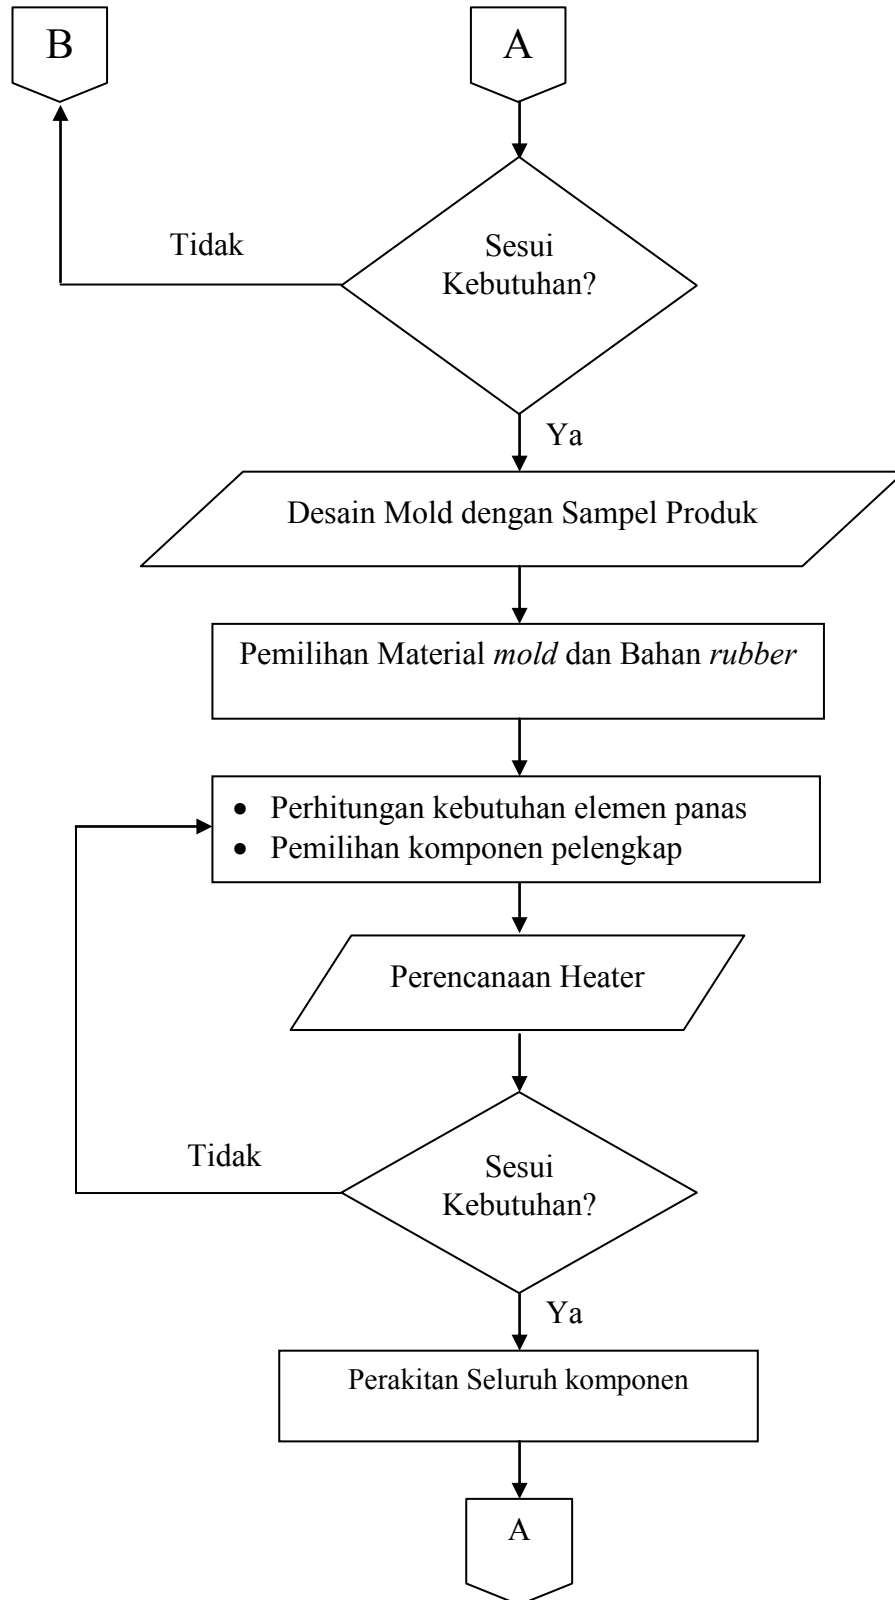 B
A
Tidak
Sesui
Kebutuhan?
Ya
Desain Mold dengan Sampel Produk
Pemilihan Material mold dan Bahan rubber
• Perhitungan kebutuhan elemen panas
• Pemilihan komponen pelengkap
Perencanaan Heater
Tidak
Sesui
Kebutuhan?
Ya
Perakitan Seluruh komponen
A